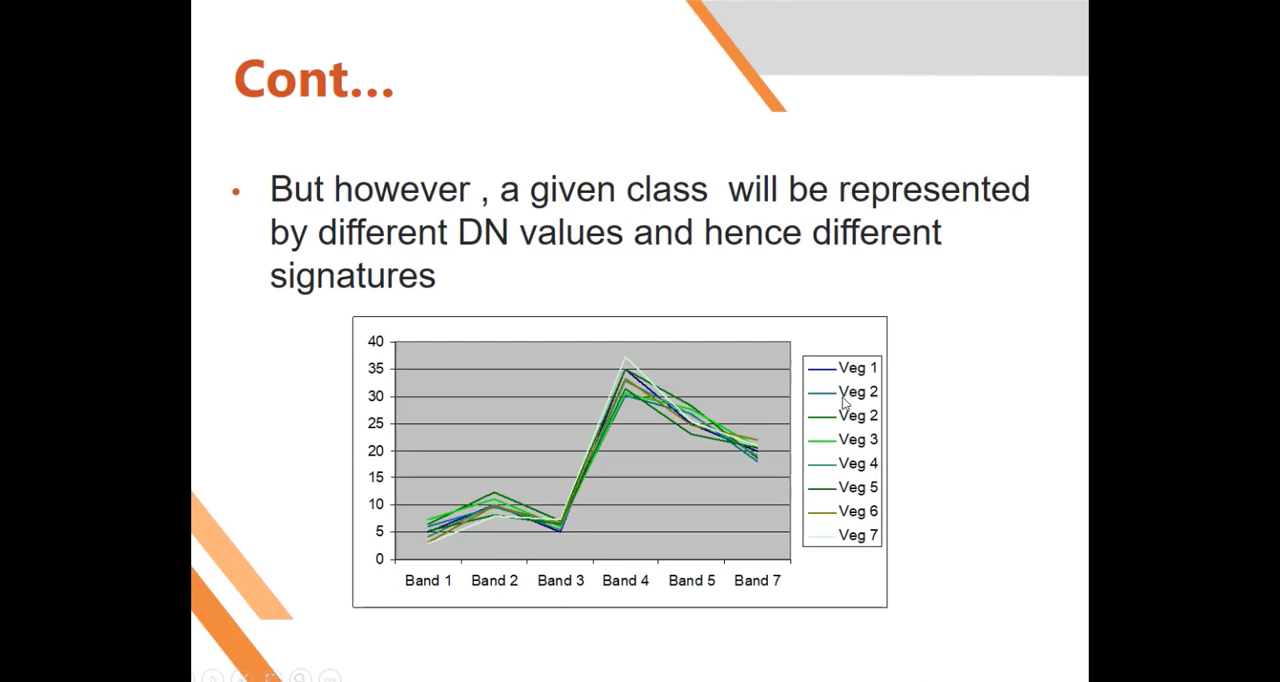 Cont...
• But however , a given class will be represented
by different DN values and hence different
signatures
40
35
30
25
20
15
10
5
0
Band 1 Band 2 Band 3 Band 4 Band 5 Band 7
Veg 1
Veg 2
Veg 2
Veg 3
Veg 4
Veg 5
Veg 6
Veg 7